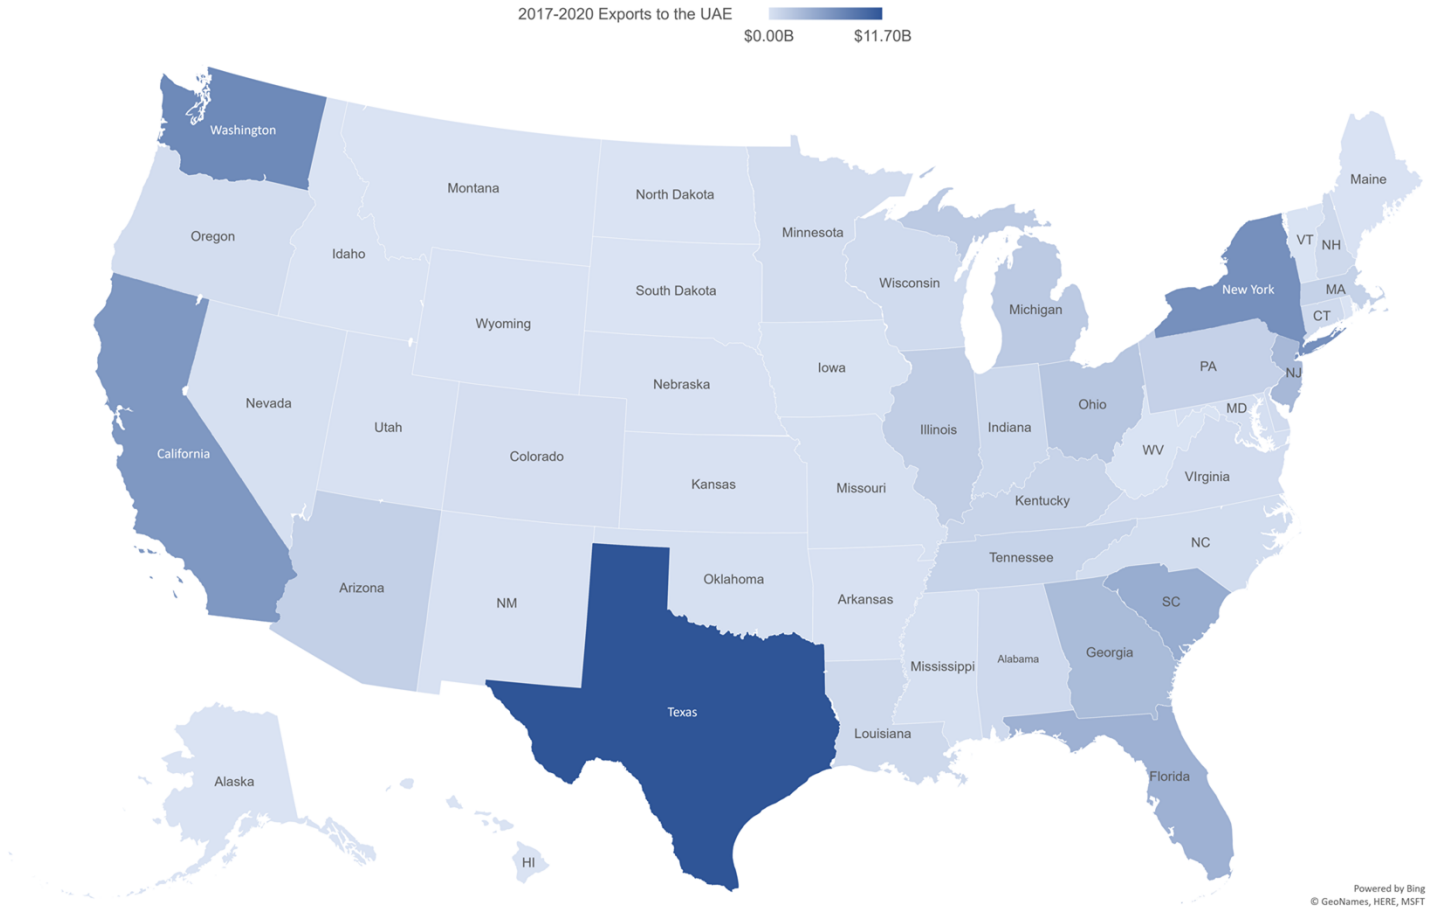 2017-2020 Exports to the UAE
$0.00B $11.70B
Washington
Montana
North Dakota
Minnesota
Maine
Oregon
Idaho
VT
NH
Wisconsin
South Dakota
New York
MA
Michigan
CT
Wyoming
Iowa
PA
NJ
Nebraska
Nevada
Ohio
MD
Utah
Illinois
Indiana
California
Colorado
WV
Kansas
Missouri
VIrginia
Kentucky
NC
Tennessee
Arizona
Oklahoma
NM
Arkansas
SC
Georgia
Mississippi
Alabama
Texas
Louisiana
Florida
Alaska
HI
Powered by Bing
© GeoNames, HERE, MSFT